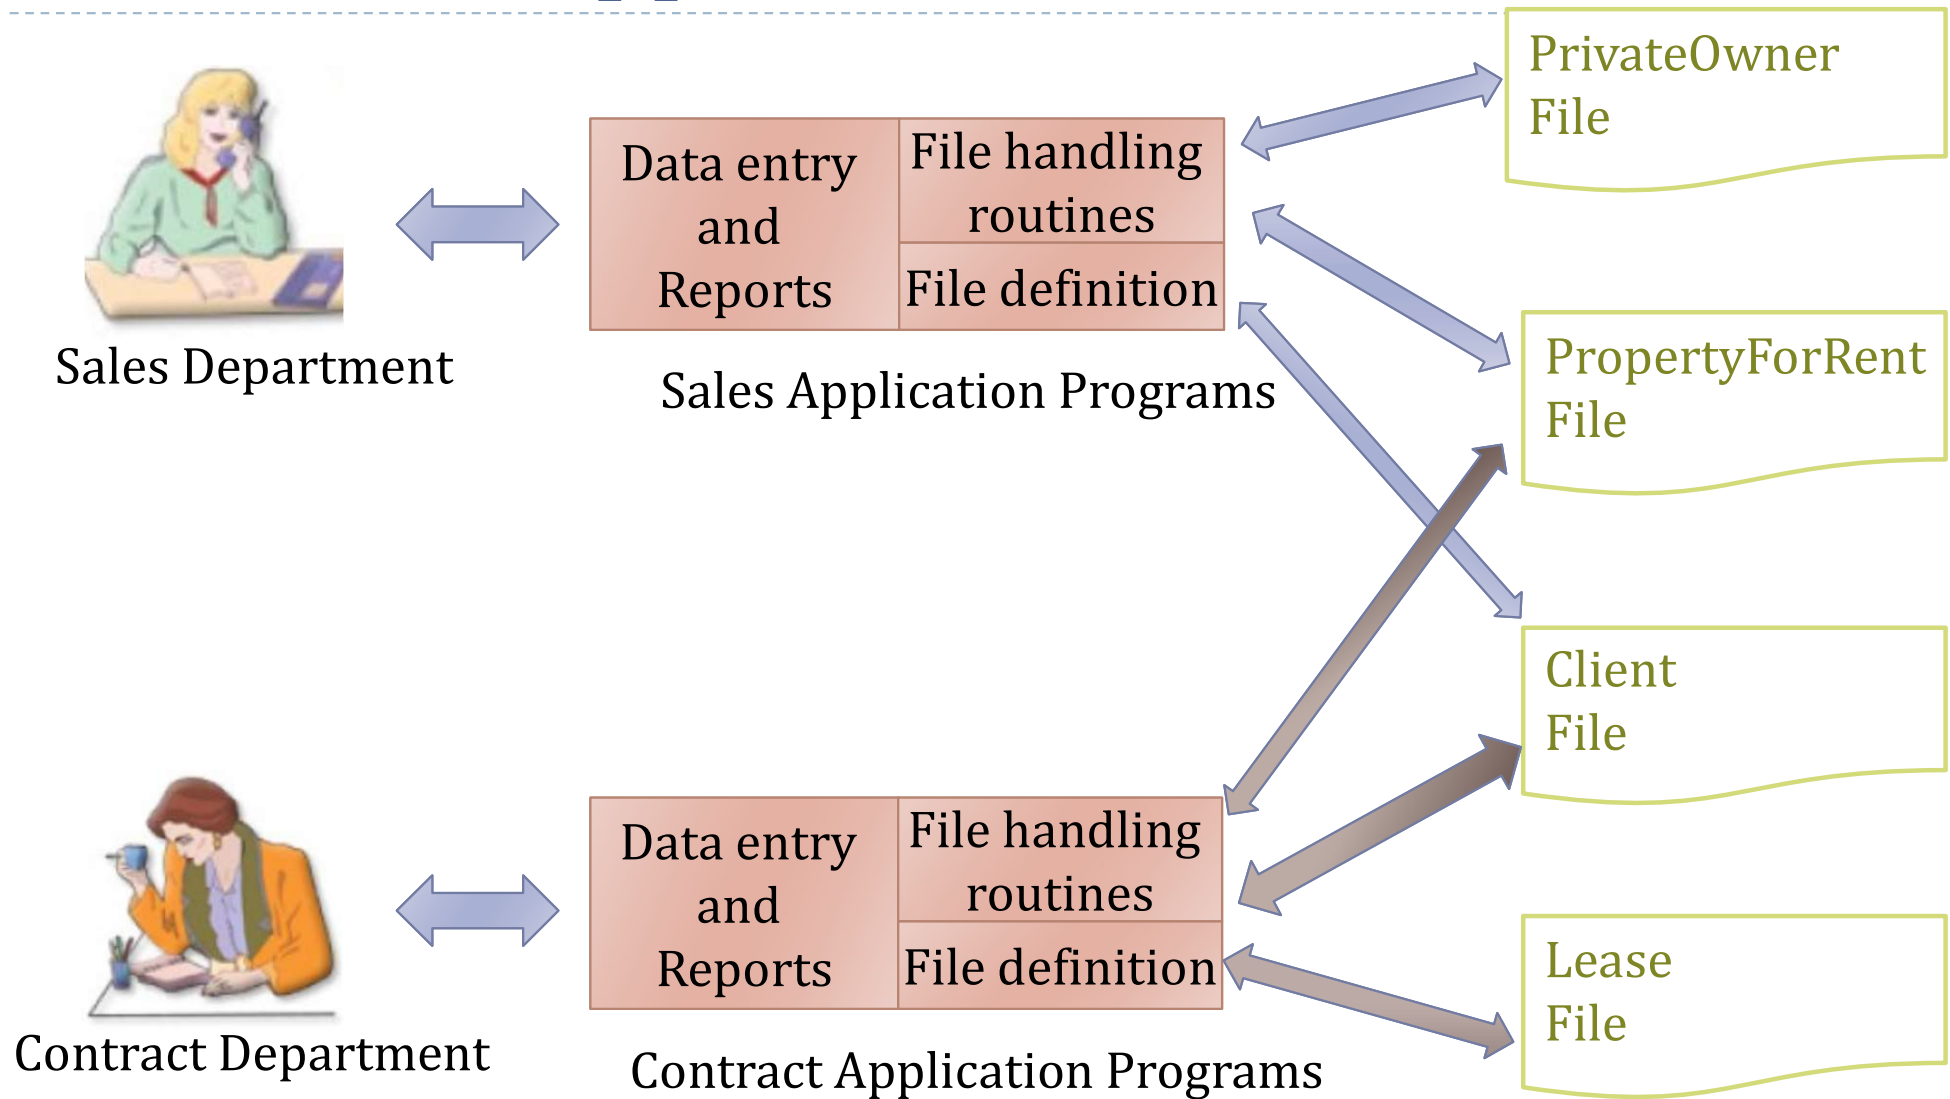 PrivateOwner
File
Data entry
and
Reports
File handling
routines
File definition
Sales Department
Sales Application Programs
PropertyForRent
File
Client
File
Data entry
and
Reports
File handling
routines
File definition
Contract Department
Contract Application Programs
Lease
File